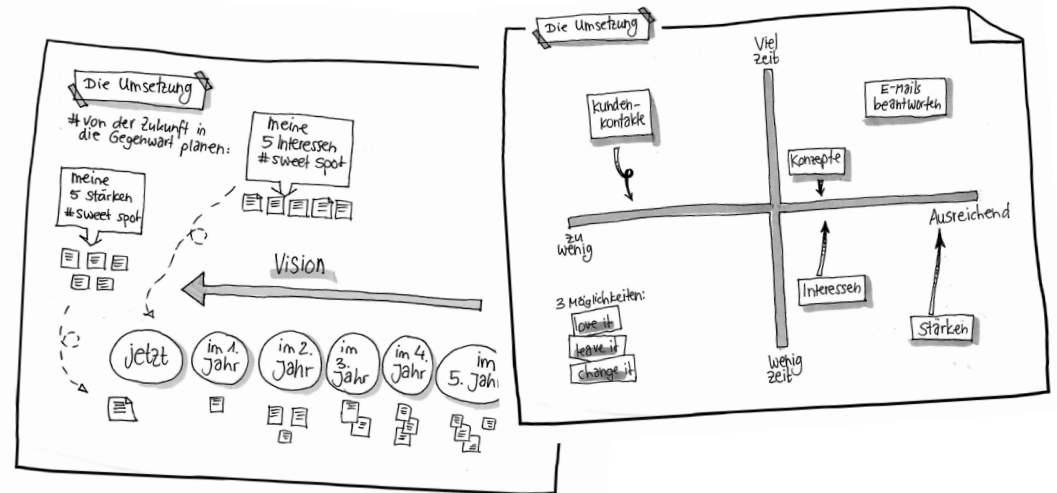 Die Umsetzung
# von der Zukunft in
die Gegenwart planen:
meine
5 Interessen
# sweet spot
meine
5 Stärken
# sweet spot
Vision
jetzt
im 1.
Jahr
im 2.
Jahr
im
3.
Jahr
im 4.
Jahr
im
5. Jah
Die Umsetzung
Viel
Zeit
Kunden-
kontakte
E-Mails
beantworten
Konzepte
zu
wenig
Ausreichend
Interessen
Stärken
3 Möglichkeiten:
love it
leave it
change it
wenig
Zeit